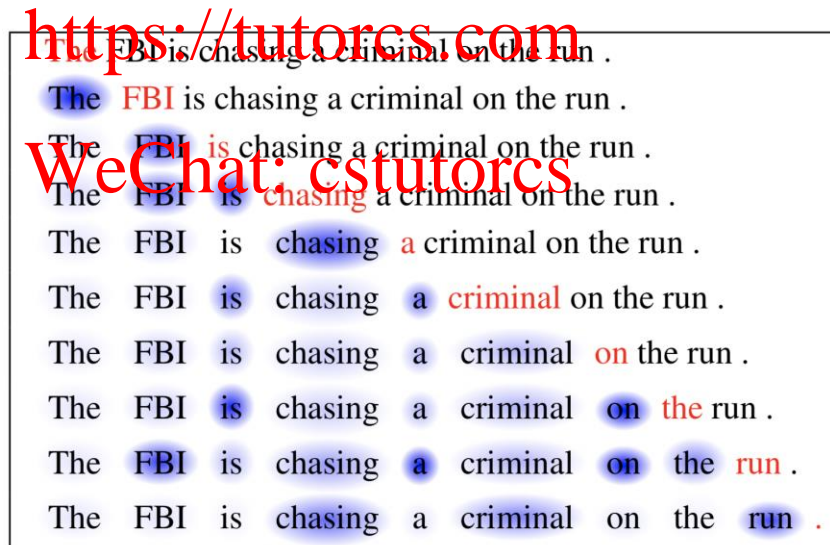 https://tutorcs.com
The FBI is chasing a criminal on the run .
The FBI is chasing a criminal on the run .
The FBI is chasing a criminal on the run .
WeChat: cstutorcs
The FBI is chasing a criminal on the run .
The FBI is chasing a criminal on the run .
The FBI is chasing a criminal on the run .
The FBI is chasing a criminal on the run .
The FBI is chasing a criminal on the run .
The FBI is chasing a criminal on the run .
The FBI is chasing a criminal on the run .